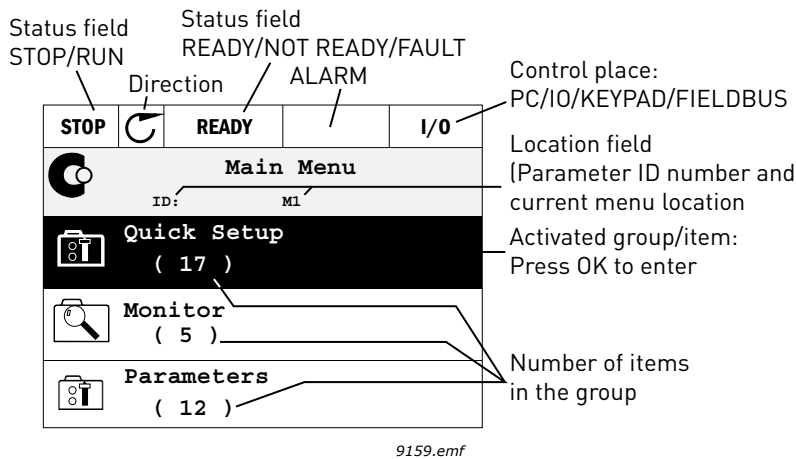 Status field
STOP/RUN
Status field
READY/NOT READY/FAULT
Direction
ALARM
Control place:
PC/IO/KEYPAD/FIELDBUS
STOP
READY
I/O
Main Menu
ID:
M1
Location field
(Parameter ID number and
current menu location
Quick Setup
( 17 )
Activated group/item:
Press OK to enter
Monitor
( 5 )
Number of items
in the group
Parameters
( 12 )
9159.emf